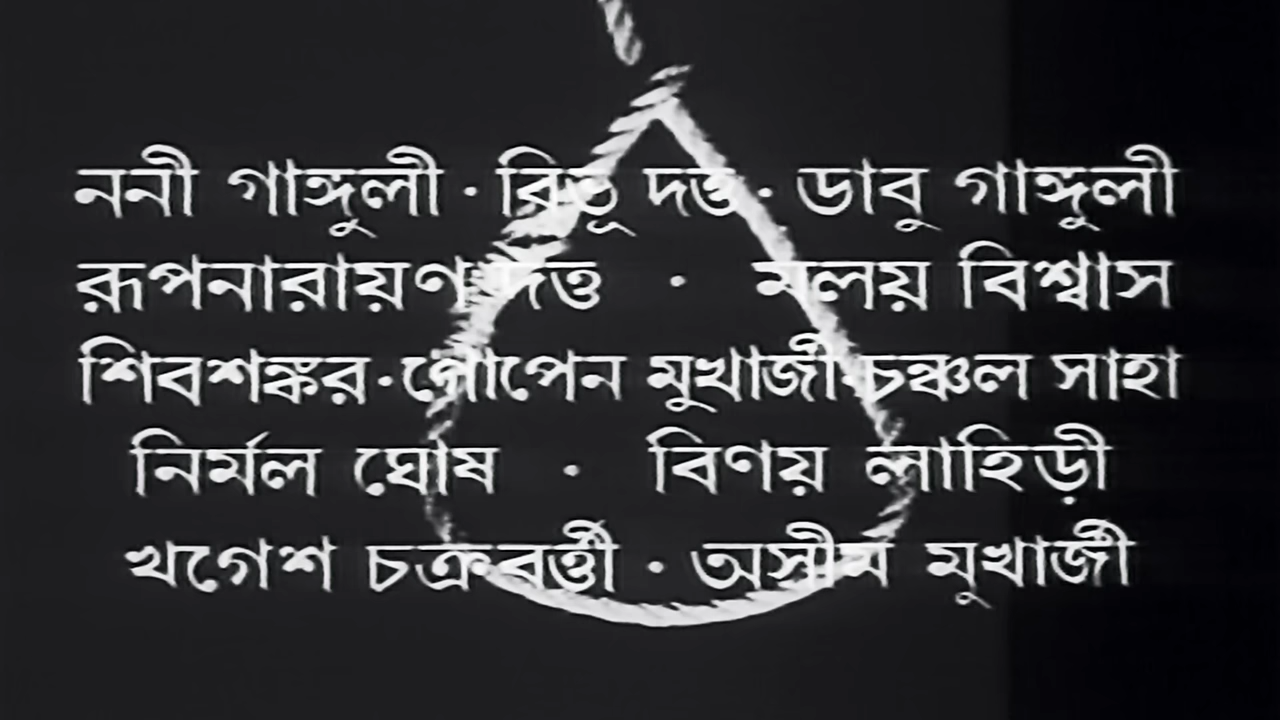 ননী গাঙ্গুলী · রিতু দত্ত · ডাবু গাঙ্গুলী
রূপনারায়ণ দত্ত · মলয় বিশ্বাস
শিবশঙ্কর · গোপেন মুখার্জী · চঞ্চল সাহা
নির্মল ঘোষ · বিণয় লাহিড়ী
খগেশ চক্রবর্ত্তী · অসীম মুখার্জী